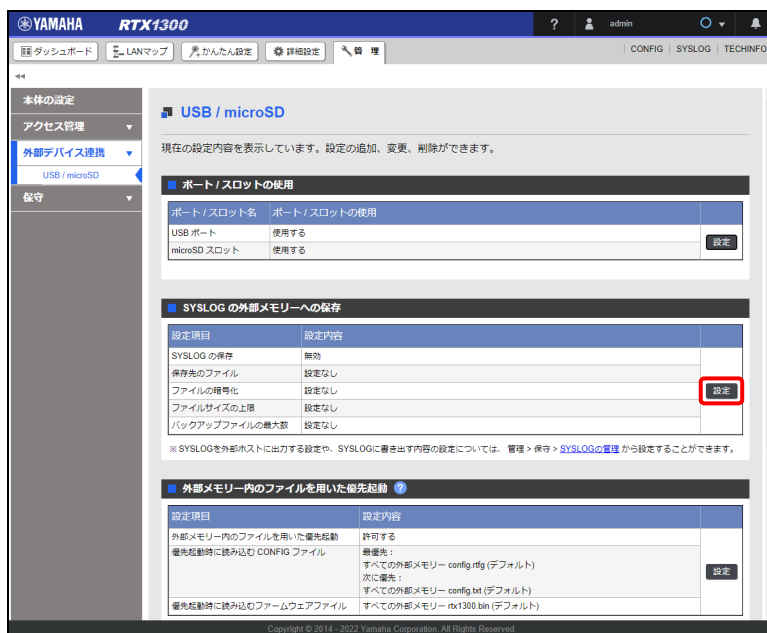 YAMAHA RTX1300 ? admin
ダッシュボード LANマップ かんたん設定 詳細設定 管 理 CONFIG SYSLOG TECHINFO
本体の設定
アクセス管理
外部デバイス連携
USB / microSD
保守
USB / microSD
現在の設定内容を表示しています。設定の追加、変更、削除ができます。
ポート / スロットの使用
ポート / スロット名 ポート / スロットの使用
USB ポート 使用する
microSD スロット 使用する
設定
SYSLOG の外部メモリーへの保存
設定項目 設定内容
SYSLOG の保存 無効
保存先のファイル 設定なし
ファイルの暗号化 設定なし
設定
ファイルサイズの上限 設定なし
バックアップファイルの最大数 設定なし
※ SYSLOGを外部ホストに出力する設定や、SYSLOGに書き出す内容の設定については、 管理 > 保守 > SYSLOGの管理 から設定することができます。
外部メモリー内のファイルを用いた優先起動 ?
設定項目 設定内容
外部メモリー内のファイルを用いた優先起動 許可する
優先起動時に読み込む CONFIG ファイル 最優先：
すべての外部メモリー config.rtfg (デフォルト)
次に優先：
すべての外部メモリー config.txt (デフォルト)
設定
優先起動時に読み込むファームウェアファイル すべての外部メモリー rtx1300.bin (デフォルト)
Copyright © 2014 - 2022 Yamaha Corporation. All Rights Reserved.